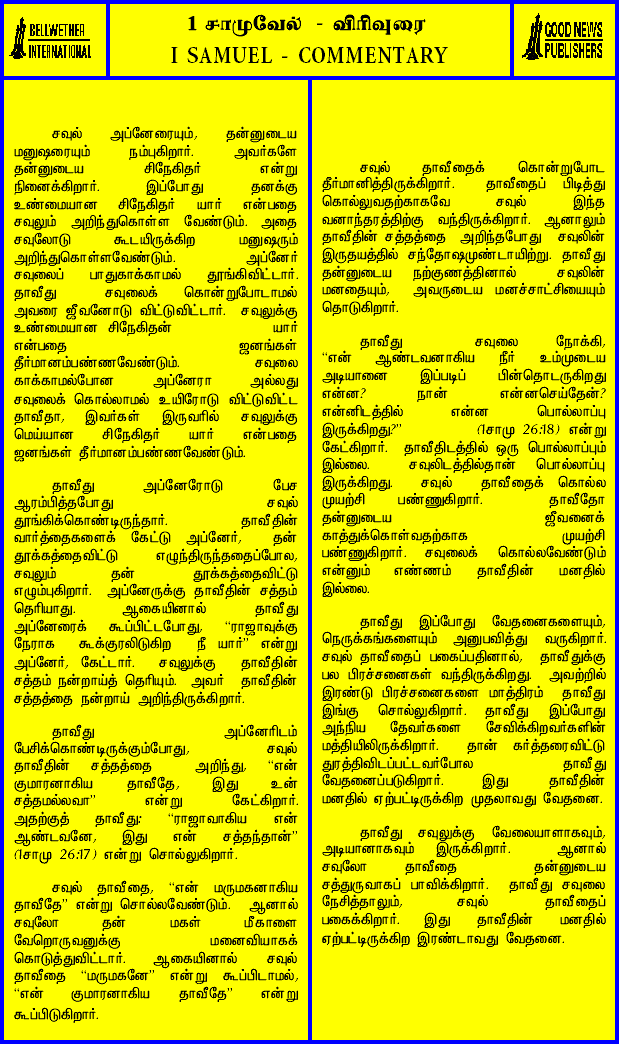 BELLWETHER
INTERNATIONAL
1 சாமுவேல் - விரிவுரை
I SAMUEL - COMMENTARY
GOOD NEWS
PUBLISHERS
சவுல் அப்னேரையும், தன்னுடைய
மனுஷரையும் நம்புகிறார். அவர்களே
தன்னுடைய சிநேகிதர் என்று
நினைக்கிறார். இப்போது தனக்கு
உண்மையான சிநேகிதர் யார் என்பதை
சவுலும் அறிந்துகொள்ள வேண்டும். அதை
சவுலோடு கூடயிருக்கிற மனுஷரும்
அறிந்துகொள்ளவேண்டும். அப்னேர்
சவுலைப் பாதுகாக்காமல் தூங்கிவிட்டார்.
தாவீது சவுலைக் கொன்றுபோடாமல்
அவரை ஜீவனோடு விட்டுவிட்டார். சவுலுக்கு
உண்மையான சிநேகிதன் யார்
என்பதை ஜனங்கள்
தீர்மானம்பண்ணவேண்டும். சவுலை
காக்காமல்போன அப்னேரா அல்லது
சவுலைக் கொல்லாமல் உயிரோடு விட்டுவிட்ட
தாவீதா, இவர்கள் இருவரில் சவுலுக்கு
மெய்யான சிநேகிதர் யார் என்பதை
ஜனங்கள் தீர்மானம்பண்ணவேண்டும்.
தாவீது அப்னேரோடு பேச
ஆரம்பித்தபோது சவுல்
தூங்கிக்கொண்டிருந்தார். தாவீதின்
வார்த்தைகளைக் கேட்டு அப்னேர், தன்
தூக்கத்தைவிட்டு எழுந்திருந்ததைப்போல,
சவுலும் தன் தூக்கத்தைவிட்டு
எழும்புகிறார். அப்னேருக்கு தாவீதின் சத்தம்
தெரியாது. ஆகையினால் தாவீது
அப்னேரைக் கூப்பிட்டபோது, “ராஜாவுக்கு
நேராக கூக்குரலிடுகிற நீ யார்” என்று
அப்னேர், கேட்டார். சவுலுக்கு தாவீதின்
சத்தம் நன்றாய்த் தெரியும். அவர் தாவீதின்
சத்தத்தை நன்றாய் அறிந்திருக்கிறார்.
தாவீது அப்னேரிடம்
பேசிக்கொண்டிருக்கும்போது, சவுல்
தாவீதின் சத்தத்தை அறிந்து, “என்
குமாரனாகிய தாவீதே, இது உன்
சத்தமல்லவா” என்று கேட்கிறார்.
அதற்குத் தாவீது: “ராஜாவாகிய என்
ஆண்டவனே, இது என் சத்தந்தான்”
(1சாமு 26:17) என்று சொல்லுகிறார்.
சவுல் தாவீதை, “என் மருமகனாகிய
தாவீதே” என்று சொல்லவேண்டும். ஆனால்
சவுலோ தன் மகள் மீகாளை
வேறொருவனுக்கு மனைவியாகக்
கொடுத்துவிட்டார். ஆகையினால் சவுல்
தாவீதை “மருமகனே” என்று கூப்பிடாமல்,
“என் குமாரனாகிய தாவீதே” என்று
கூப்பிடுகிறார்.
சவுல் தாவீதைக் கொன்றுபோட
தீர்மானித்திருக்கிறார். தாவீதைப் பிடித்து
கொல்லுவதற்காகவே சவுல் இந்த
வனாந்தரத்திற்கு வந்திருக்கிறார். ஆனாலும்
தாவீதின் சத்தத்தை அறிந்தபோது சவுலின்
இருதயத்தில் சந்தோஷமுண்டாயிற்று. தாவீது
தன்னுடைய நற்குணத்தினால் சவுலின்
மனதையும், அவருடைய மனச்சாட்சியையும்
தொடுகிறார்.
தாவீது சவுலை நோக்கி,
“என் ஆண்டவனாகிய நீர் உம்முடைய
அடியானை இப்படிப் பின்தொடருகிறது
என்ன? நான் என்னசெய்தேன்?
என்னிடத்தில் என்ன பொல்லாப்பு
இருக்கிறது?” (1சாமு 26:18) என்று
கேட்கிறார். தாவீதிடத்தில் ஒரு பொல்லாப்பும்
இல்லை. சவுலிடத்தில்தான் பொல்லாப்பு
இருக்கிறது. சவுல் தாவீதைக் கொல்ல
முயற்சி பண்ணுகிறார். தாவீதோ
தன்னுடைய ஜீவனைக்
காத்துக்கொள்வதற்காக முயற்சி
பண்ணுகிறார். சவுலைக் கொல்லவேண்டும்
என்னும் எண்ணம் தாவீதின் மனதில்
இல்லை.
தாவீது இப்போது வேதனைகளையும்,
நெருக்கங்களையும் அனுபவித்து வருகிறார்.
சவுல் தாவீதைப் பகைப்பதினால், தாவீதுக்கு
பல பிரச்சனைகள் வந்திருக்கிறது. அவற்றில்
இரண்டு பிரச்சனைகளை மாத்திரம் தாவீது
இங்கு சொல்லுகிறார். தாவீது இப்போது
அந்நிய தேவர்களை சேவிக்கிறவர்களின்
மத்தியிலிருக்கிறார். தான் கர்த்தரைவிட்டு
துரத்திவிடப்பட்டவர்போல தாவீது
வேதனைப்படுகிறார். இது தாவீதின்
மனதில் ஏற்பட்டிருக்கிற முதலாவது வேதனை.
தாவீது சவுலுக்கு வேலையாளாகவும்,
அடியானாகவும் இருக்கிறார். ஆனால்
சவுலோ தாவீதை தன்னுடைய
சத்துருவாகப் பாவிக்கிறார். தாவீது சவுலை
நேசித்தாலும், சவுல் தாவீதைப்
பகைக்கிறார். இது தாவீதின் மனதில்
ஏற்பட்டிருக்கிற இரண்டாவது வேதனை.